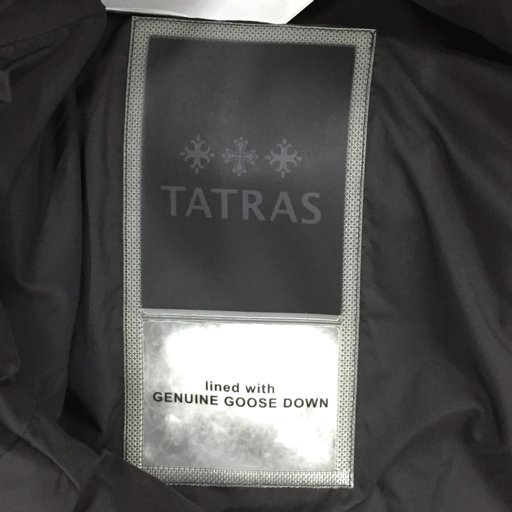 TATRAS
lined with
GENUINE GOOSE DOWN